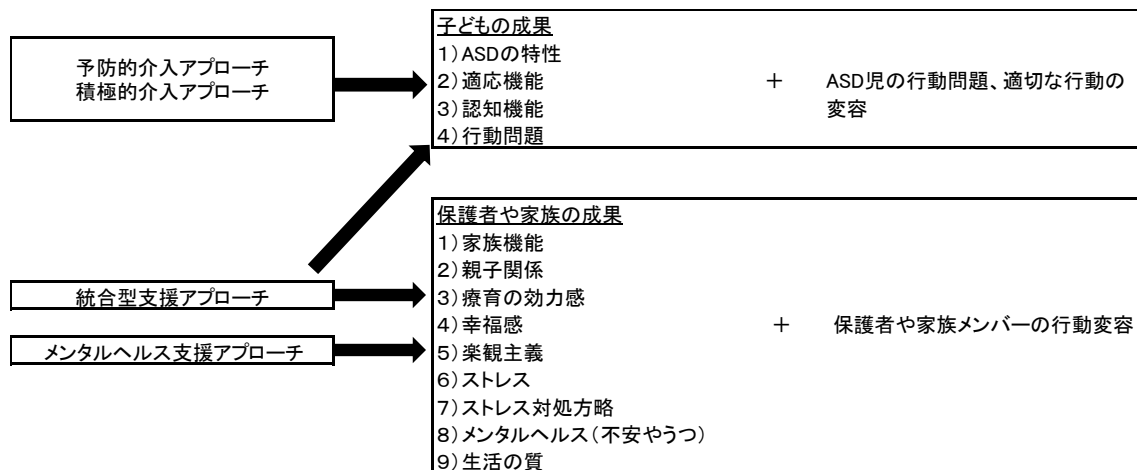 予防的介入アプローチ
積極的介入アプローチ
子どもの成果
1)ASDの特性
2)適応機能
3)認知機能
4)行動問題
+
ASD児の行動問題、適切な行動の
変容
統合型支援アプローチ
メンタルヘルス支援アプローチ
保護者や家族の成果
1)家族機能
2)親子関係
3)療育の効力感
4)幸福感
5)楽観主義
6)ストレス
7)ストレス対処方略
8)メンタルヘルス(不安やうつ)
9)生活の質
+
保護者や家族メンバーの行動変容